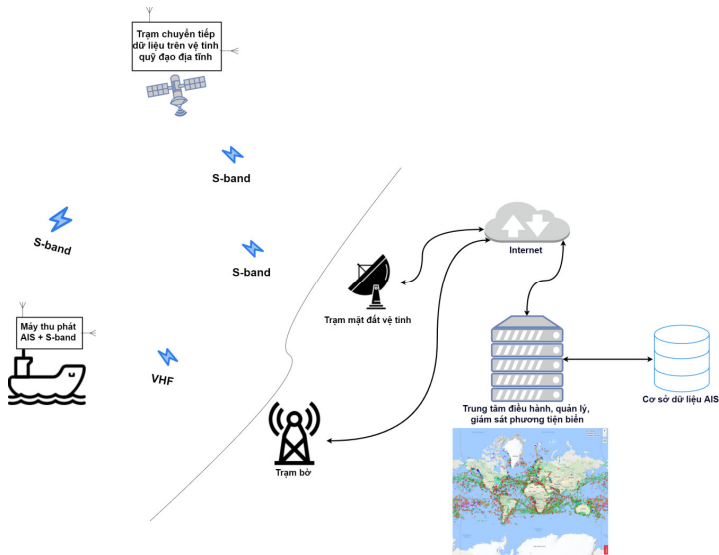 Trạm chuyển tiếp
dữ liệu trên vệ tinh
quỹ đạo địa tĩnh
S-band
S-band
S-band
Internet
Trạm mặt đất vệ tinh
Máy thu phát
AIS + S-band
VHF
Trạm bờ
Trung tâm điều hành, quản lý,
giám sát phương tiện biển
Cơ sở dữ liệu AIS